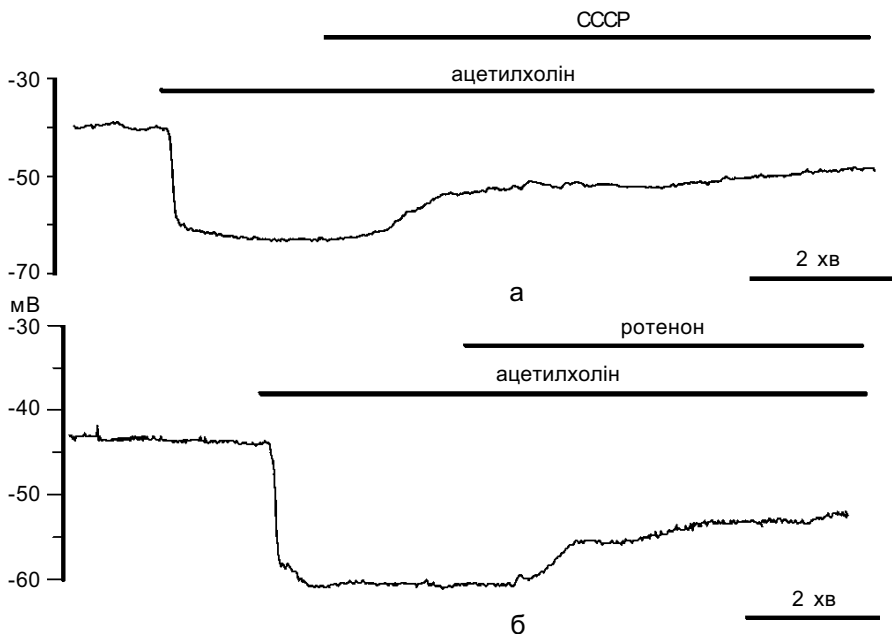 СССР
ацетилхолін
-30
-50
-70
2 хв
а
мВ
-30
ротенон
ацетилхолін
-40
-50
-60
2 хв
б